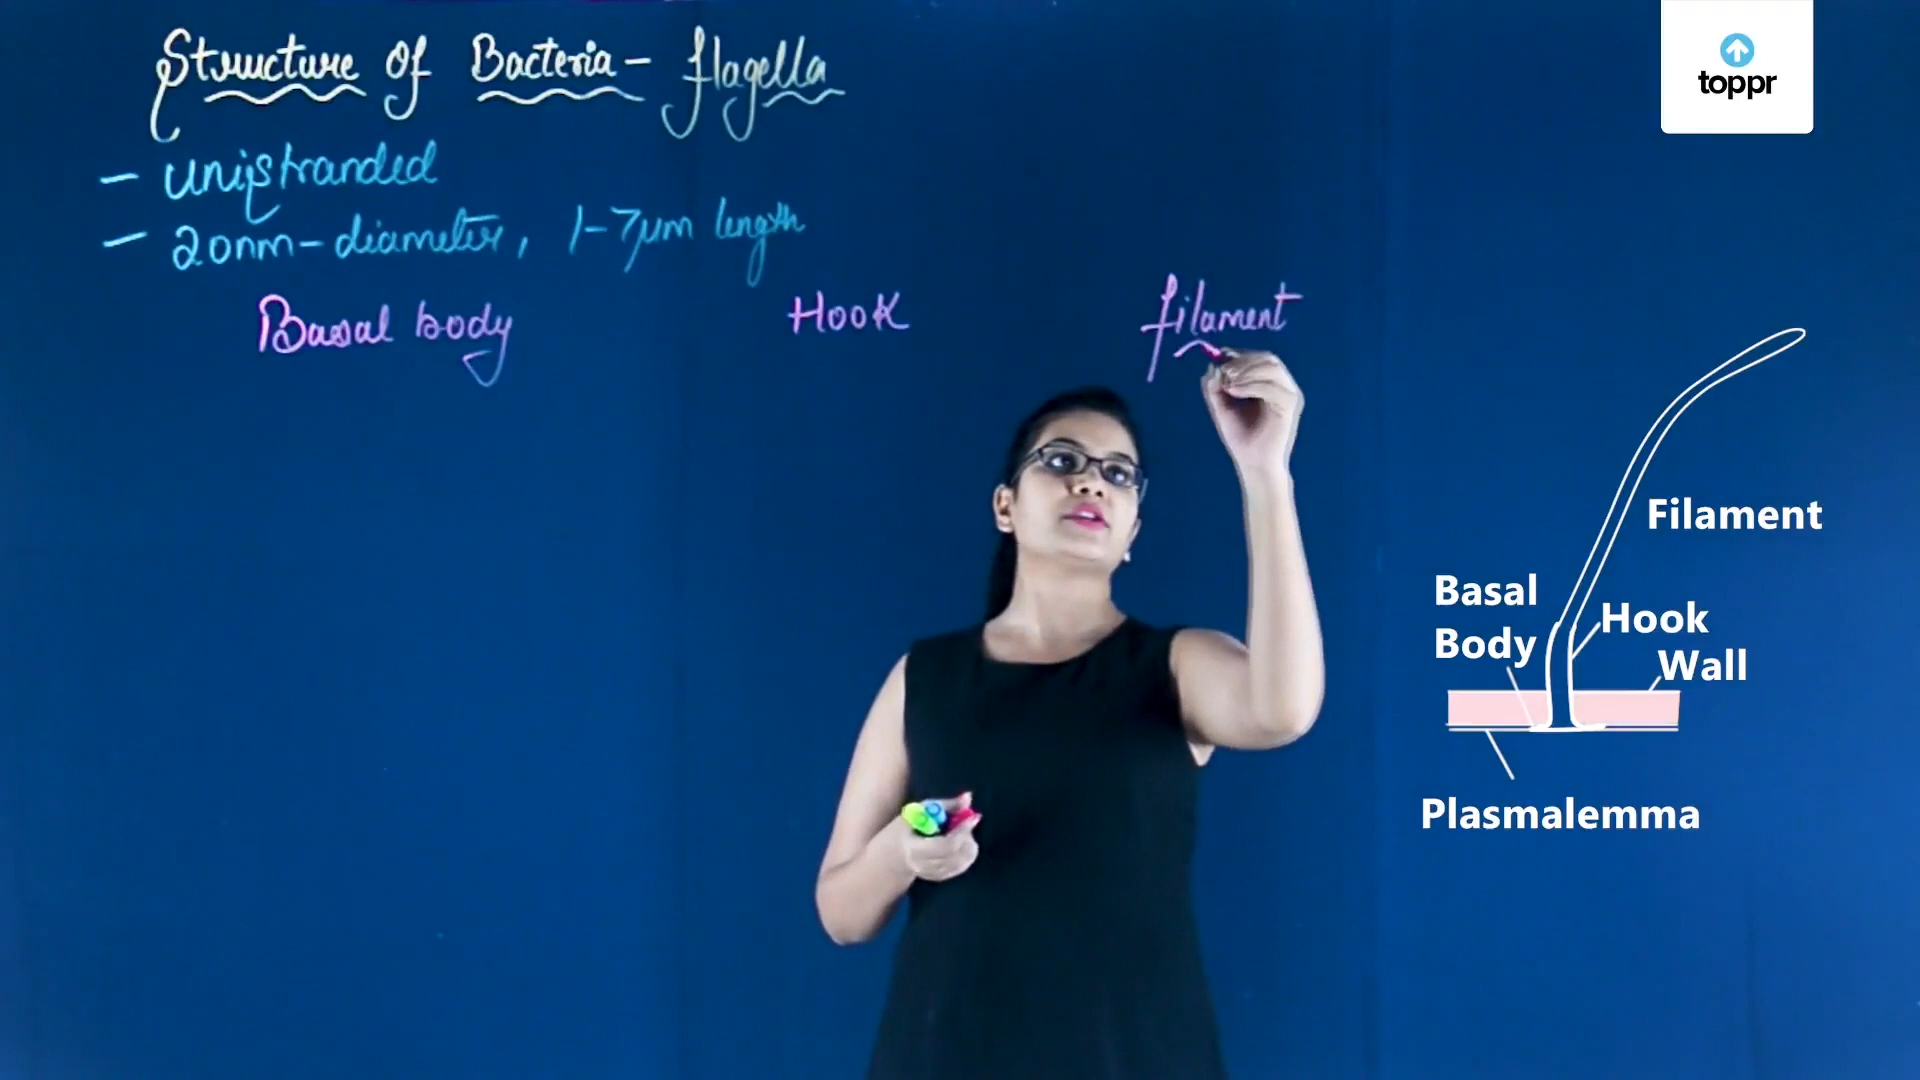 Structure of Bacteria - flagella
- unistranded
- 20nm - diameter, 1-7µm length
Basal body Hook filament
toppr
Filament
Basal
Body
Hook
Wall
Plasmalemma